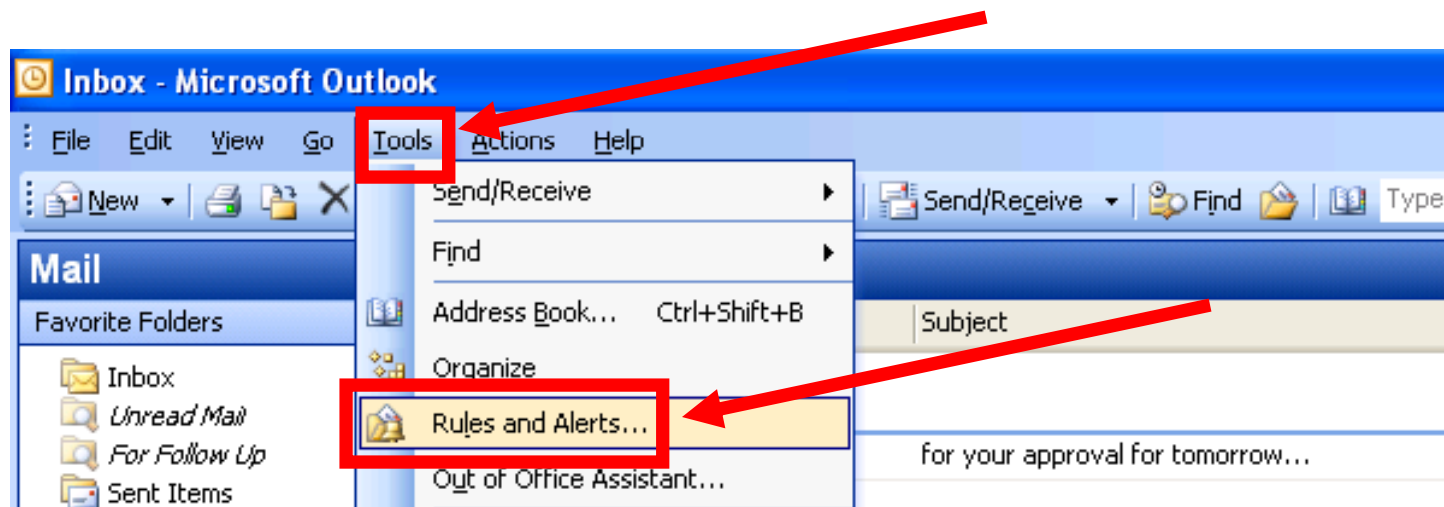 Inbox - Microsoft Outlook
File Edit View Go Tools Actions Help
New Send/Receive Find Type
Send/Receive
Find
Address Book... Ctrl+Shift+B
Organize
Rules and Alerts...
Out of Office Assistant...
Mail
Favorite Folders
Inbox
Unread Mail
For Follow Up
Sent Items
Subject
for your approval for tomorrow...